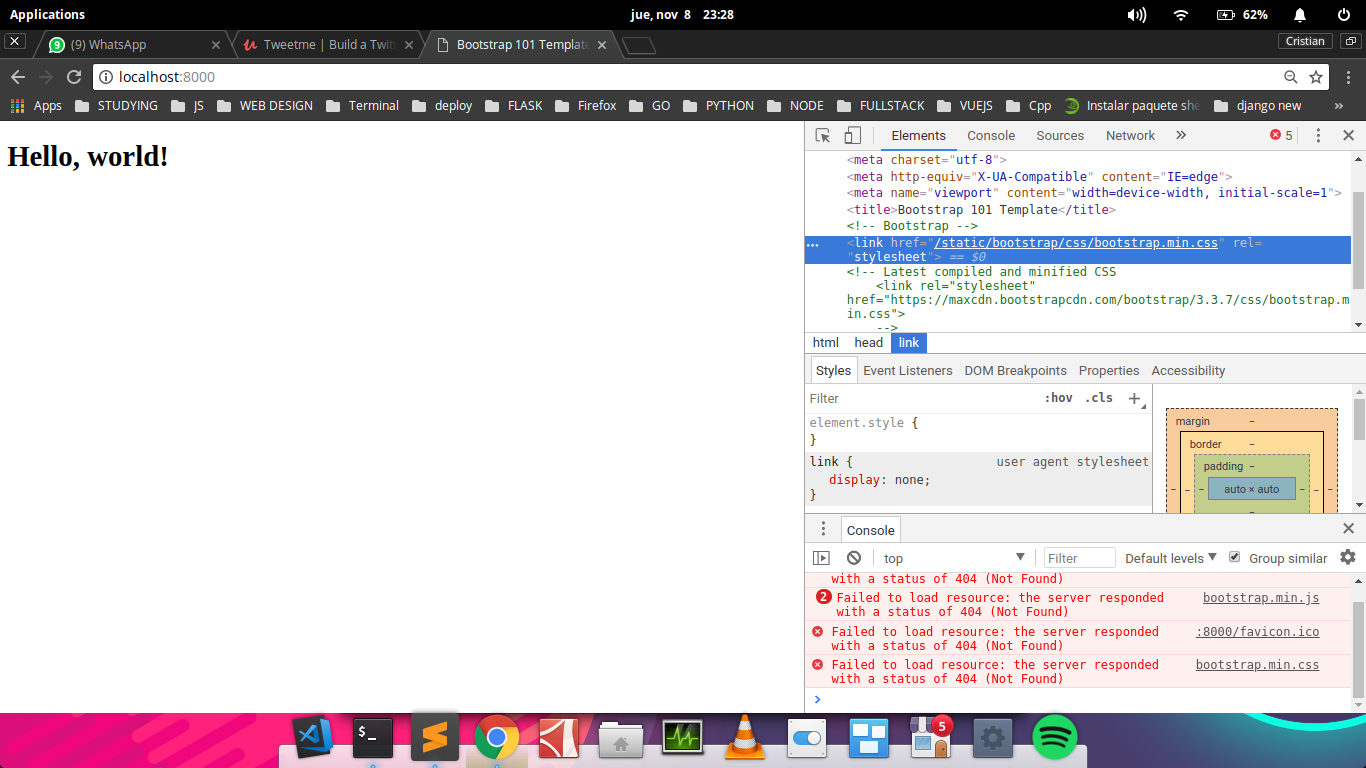 Applications
jue, nov 8 23:28
62%
(9) WhatsApp
Tweetme | Build a Twit
Bootstrap 101 Template
Cristian
localhost:8000
Apps
STUDYING
JS
WEB DESIGN
Terminal
deploy
FLASK
Firefox
GO
PYTHON
NODE
FULLSTACK
VUEJS
Cpp
Instalar paquete she
django new
»
Hello, world!
Elements Console Sources Network » 5
<meta charset="utf-8">
<meta http-equiv="X-UA-Compatible" content="IE=edge">
<meta name="viewport" content="width=device-width, initial-scale=1">
<title>Bootstrap 101 Template</title>
<!-- Bootstrap -->
<link href="/static/bootstrap/css/bootstrap.min.css" rel=
"stylesheet"> == $0
<!-- Latest compiled and minified CSS
<link rel="stylesheet"
href="https://maxcdn.bootstrapcdn.com/bootstrap/3.3.7/css/bootstrap.m
in.css">
-->
html head link
Styles Event Listeners DOM Breakpoints Properties Accessibility
Filter :hov .cls +
element.style {
}
link { user agent stylesheet
display: none;
}
margin –
border –
padding –
– – – auto × auto – – –
–
Console
top Filter Default levels Group similar
with a status of 404 (Not Found)
2 Failed to load resource: the server responded bootstrap.min.js
with a status of 404 (Not Found)
Failed to load resource: the server responded :8000/favicon.ico
with a status of 404 (Not Found)
Failed to load resource: the server responded bootstrap.min.css
with a status of 404 (Not Found)
>
$_
5